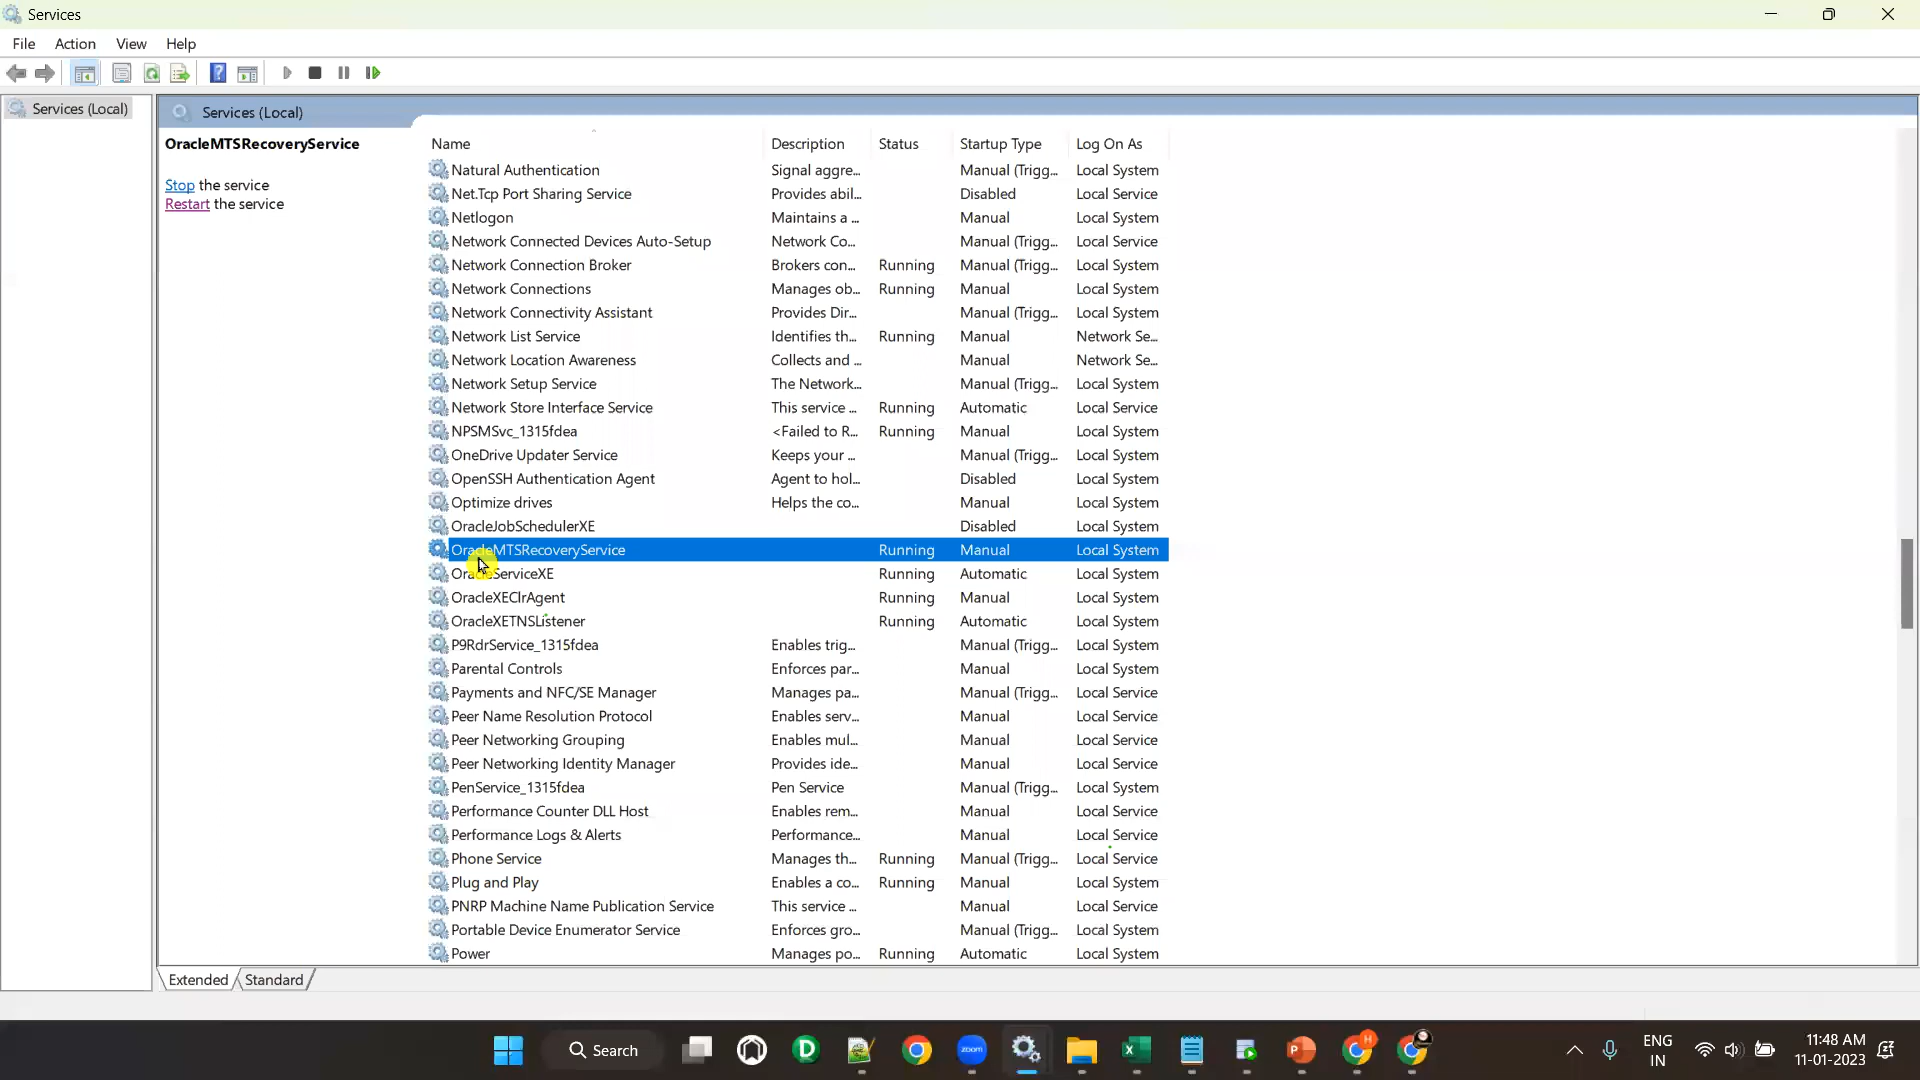 Services
File Action View Help
Services (Local)
Services (Local)
OracleMTSRecoveryService
Stop the service
Restart the service
Name Description Status Startup Type Log On As
Natural Authentication Signal aggre... Manual (Trigg... Local System
Net.Tcp Port Sharing Service Provides abil... Disabled Local Service
Netlogon Maintains a ... Manual Local System
Network Connected Devices Auto-Setup Network Co... Manual (Trigg... Local Service
Network Connection Broker Brokers con... Running Manual (Trigg... Local System
Network Connections Manages ob... Running Manual Local System
Network Connectivity Assistant Provides Dir... Manual (Trigg... Local System
Network List Service Identifies th... Running Manual Network Se...
Network Location Awareness Collects and ... Manual Network Se...
Network Setup Service The Network... Manual (Trigg... Local System
Network Store Interface Service This service ... Running Automatic Local Service
NPSMSvc_1315fdea <Failed to R... Running Manual Local System
OneDrive Updater Service Keeps your ... Manual (Trigg... Local System
OpenSSH Authentication Agent Agent to hol... Disabled Local System
Optimize drives Helps the co... Manual Local System
OracleJobSchedulerXE Disabled Local System
OracleMTSRecoveryService Running Manual Local System
OracleServiceXE Running Automatic Local System
OracleXEClrAgent Running Manual Local System
OracleXETNSListener Running Automatic Local System
P9RdrService_1315fdea Enables trig... Manual (Trigg... Local System
Parental Controls Enforces par... Manual Local System
Payments and NFC/SE Manager Manages pa... Manual (Trigg... Local Service
Peer Name Resolution Protocol Enables serv... Manual Local Service
Peer Networking Grouping Enables mul... Manual Local Service
Peer Networking Identity Manager Provides ide... Manual Local Service
PenService_1315fdea Pen Service Manual (Trigg... Local System
Performance Counter DLL Host Enables rem... Manual Local Service
Performance Logs & Alerts Performance... Manual Local Service
Phone Service Manages th... Running Manual (Trigg... Local Service
Plug and Play Enables a co... Running Manual Local System
PNRP Machine Name Publication Service This service ... Manual Local Service
Portable Device Enumerator Service Enforces gro... Manual (Trigg... Local System
Power Manages po... Running Automatic Local System
Extended Standard
Search
zoom
ENG
IN
11:48 AM
11-01-2023